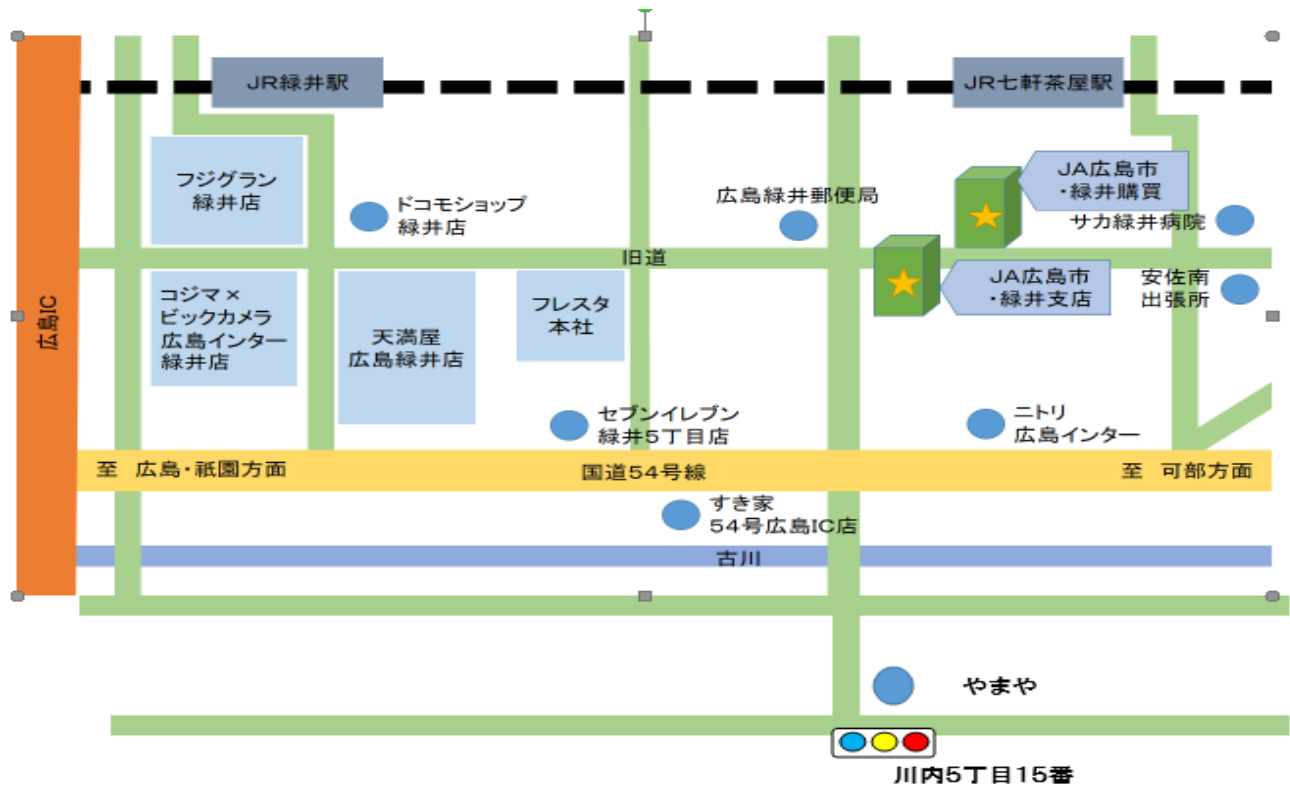 JR緑井駅
JR七軒茶屋駅
フジグラン
緑井店
ドコモショップ
緑井店
広島緑井郵便局
JA広島市
・緑井購買
サカ緑井病院
旧道
広島IC
コジマ×
ビックカメラ
広島インター
緑井店
天満屋
広島緑井店
フレスタ
本社
JA広島市
・緑井支店
安佐南
出張所
セブンイレブン
緑井5丁目店
ニトリ
広島インター
至 広島・祇園方面
国道54号線
至 可部方面
すき家
54号広島IC店
古川
やまや
川内5丁目15番